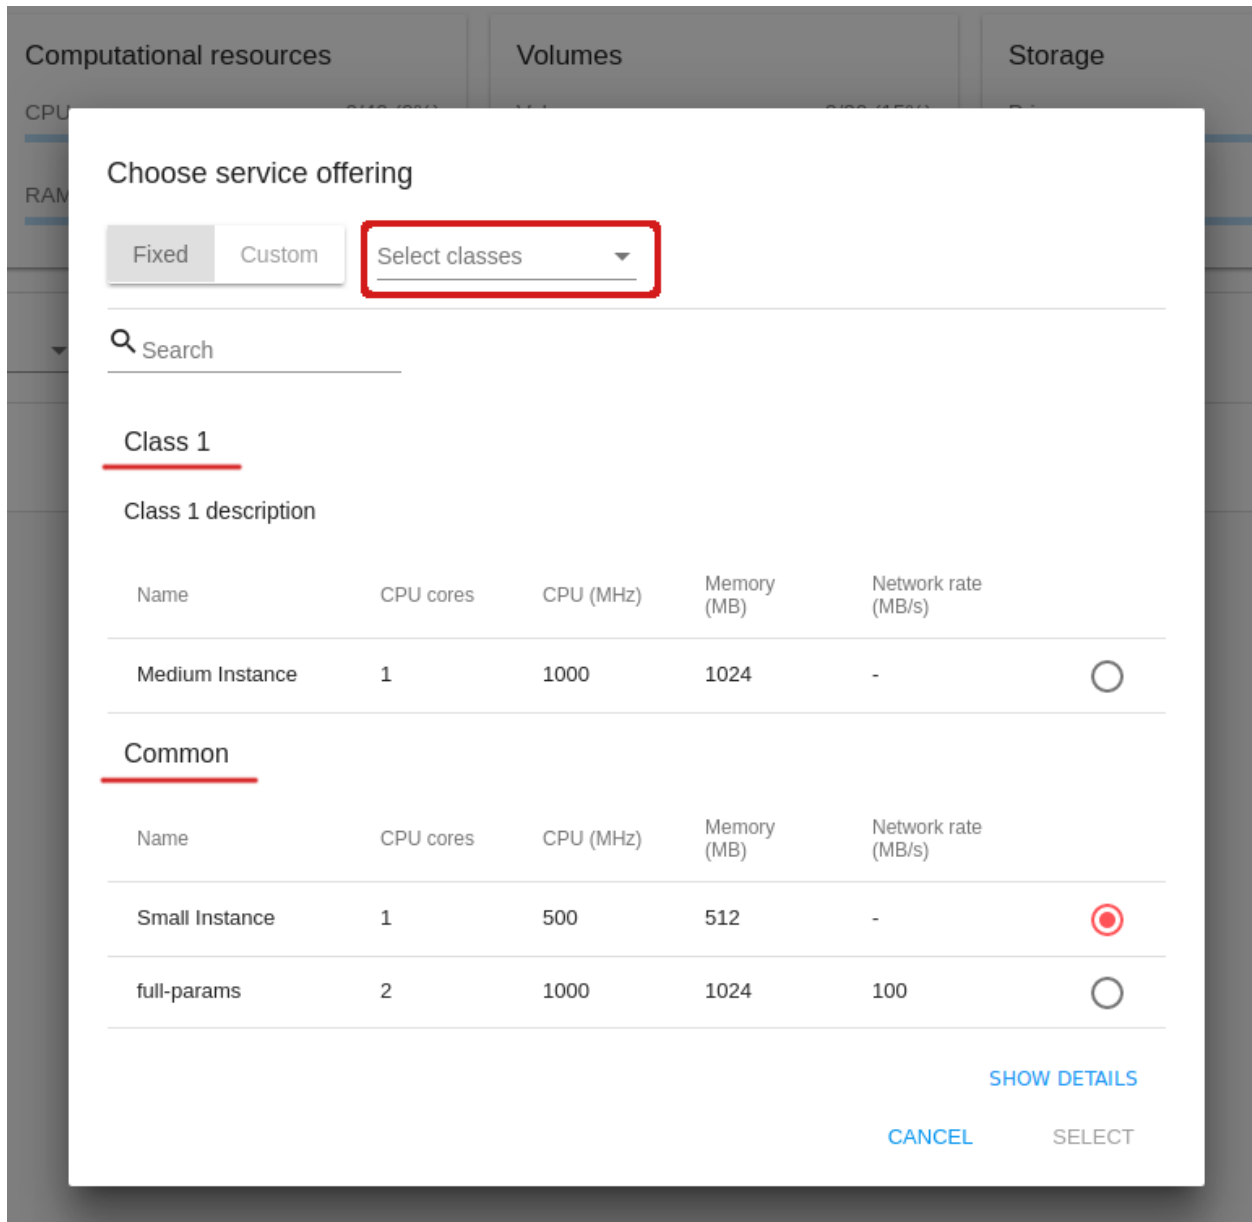 Computational resources
Volumes
Storage
CPU
RAM
Choose service offering
Fixed
Custom
Select classes
Search
Class 1
Class 1 description
Name CPU cores CPU (MHz) Memory (MB) Network rate (MB/s)
Medium Instance 1 1000 1024 -
Common
Name CPU cores CPU (MHz) Memory (MB) Network rate (MB/s)
Small Instance 1 500 512 -
full-params 2 1000 1024 100
SHOW DETAILS
CANCEL SELECT